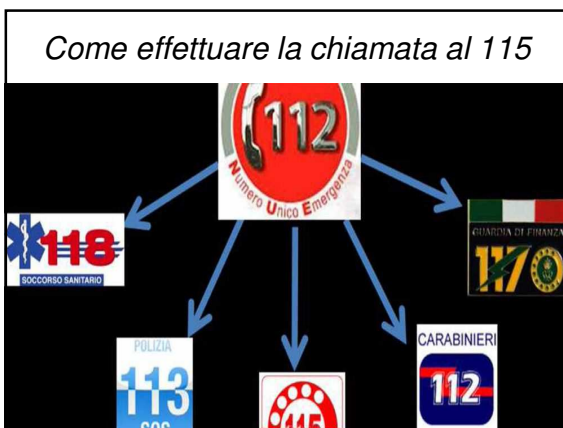 Come effettuare la chiamata al 115
112
Numero Unico Emergenza
118
SOCCORSO SANITARIO
GUARDIA DI FINANZA
117
POLIZIA
113
SOS
115
CARABINIERI
112